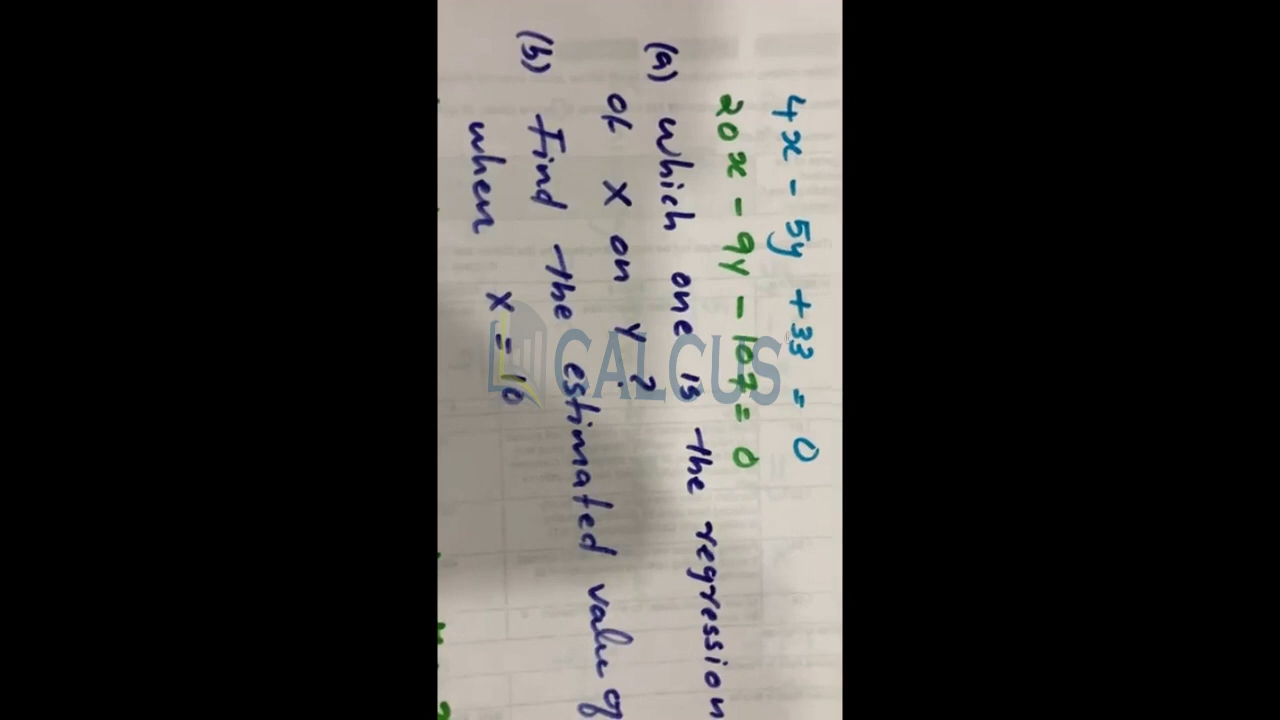 4x - 5y + 33 = 0
20x - 9y - 107 = 0
(a) which one is the regression
of X on Y?
(b) Find the estimated value of
when x = 10
CALCUS